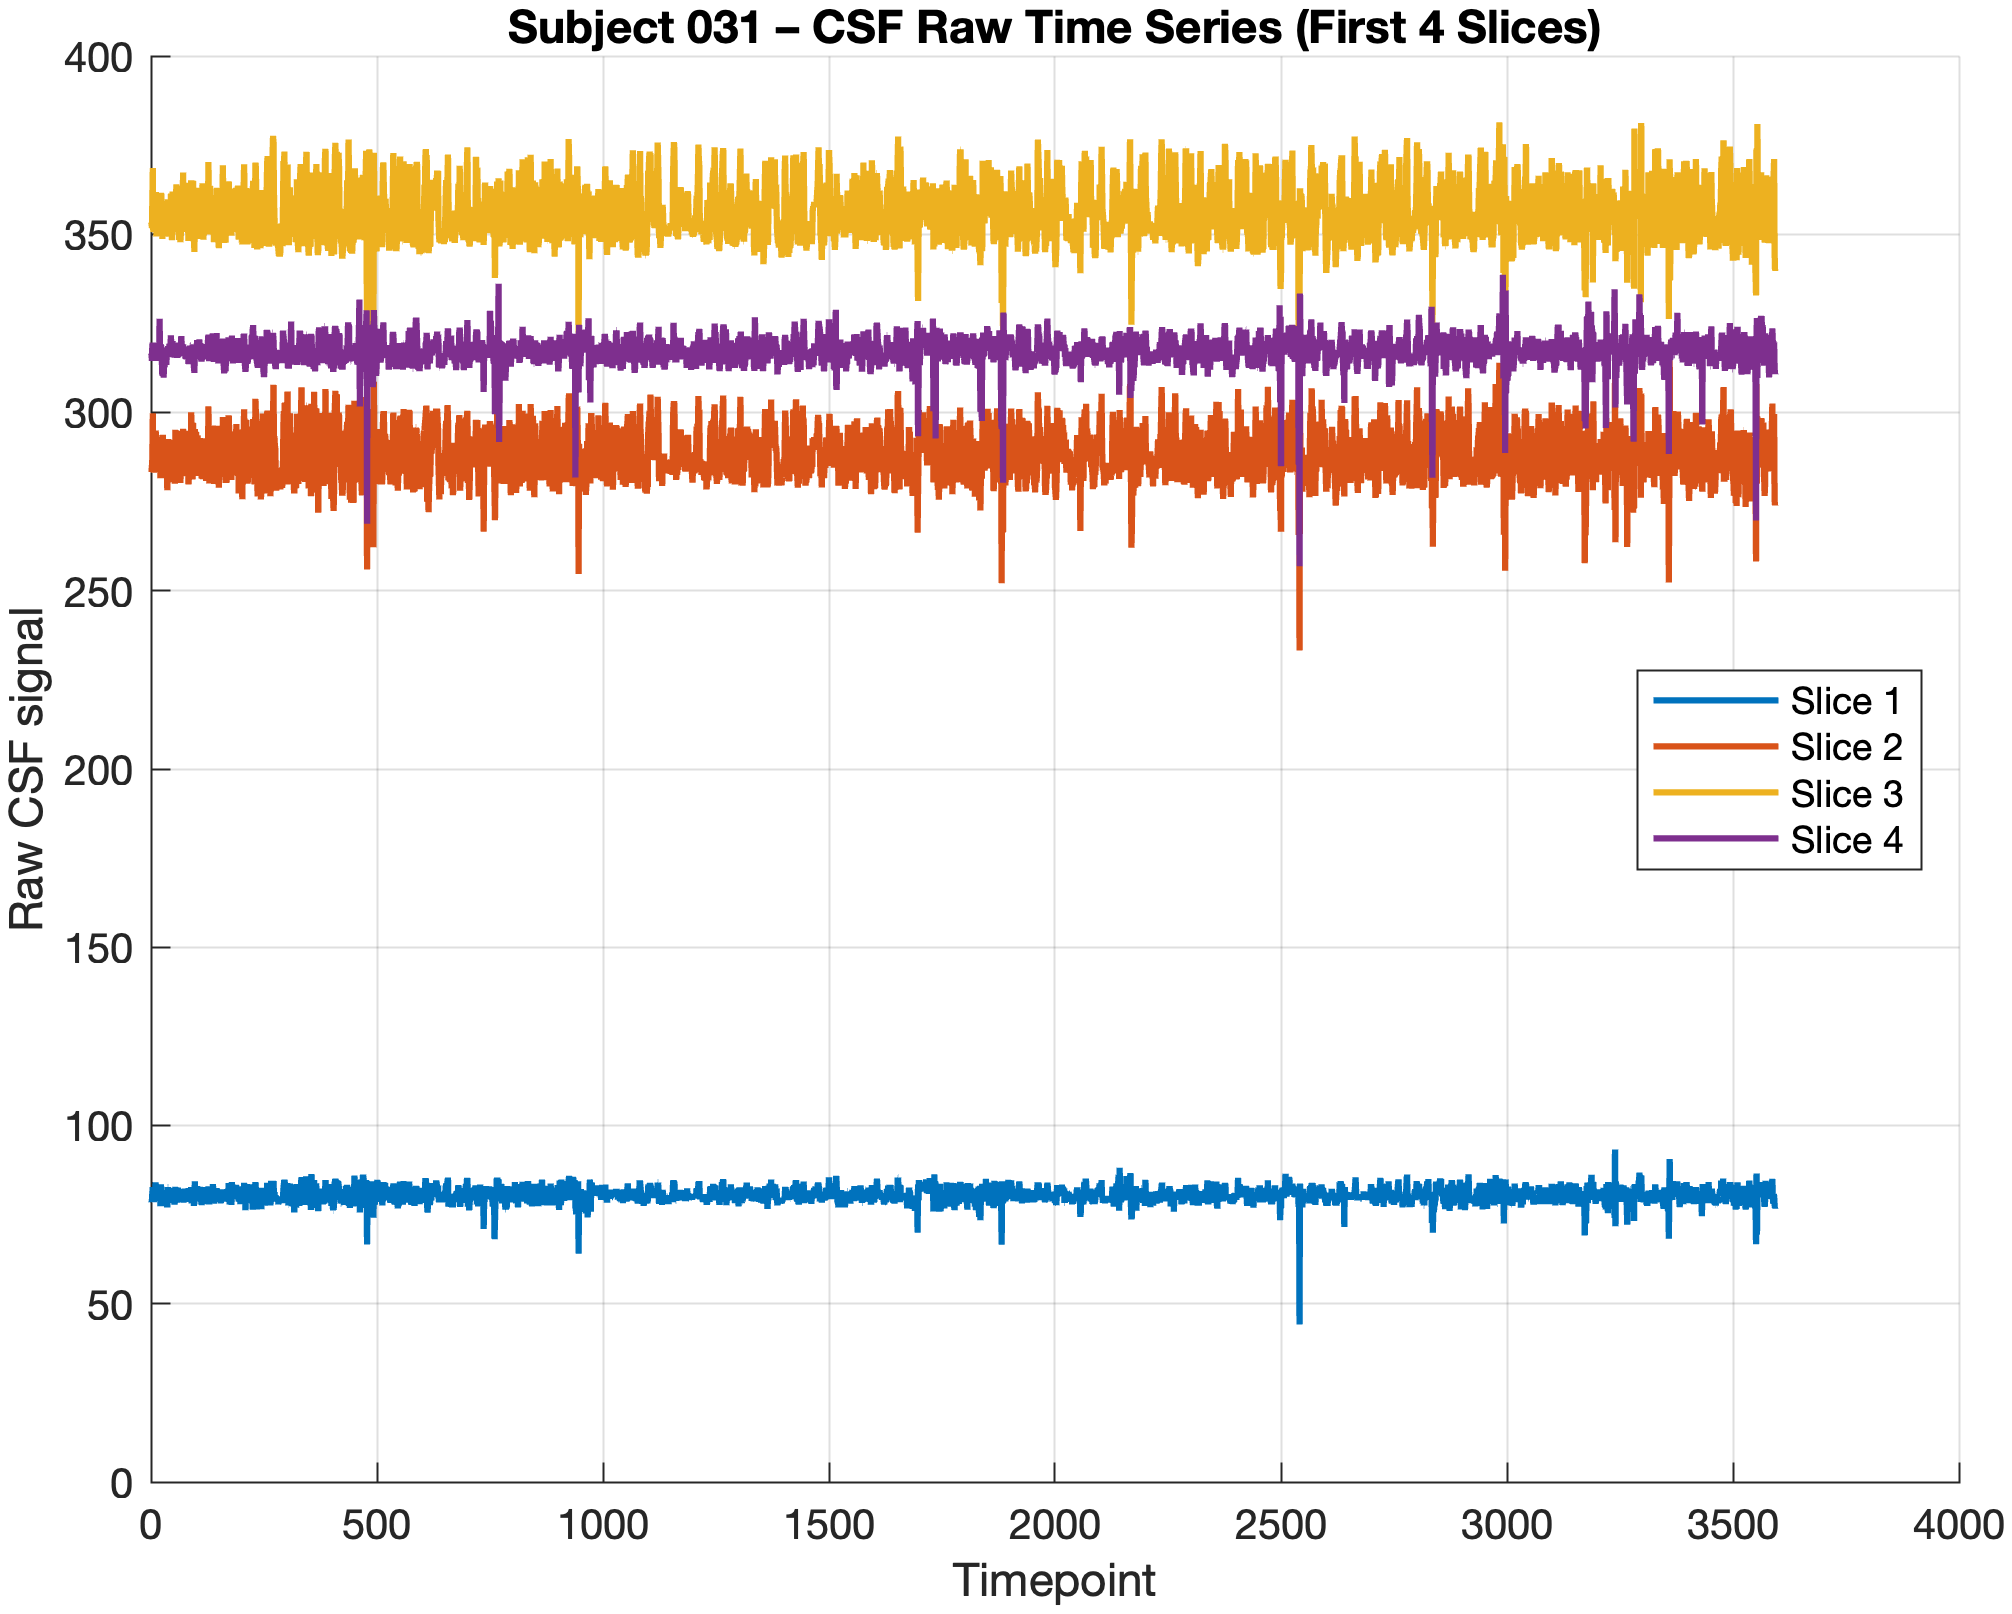 Subject 031 – CSF Raw Time Series (First 4 Slices)
400
350
300
250
200
150
100
50
0
Raw CSF signal
Slice 1
Slice 2
Slice 3
Slice 4
0 500 1000 1500 2000 2500 3000 3500 4000
Timepoint